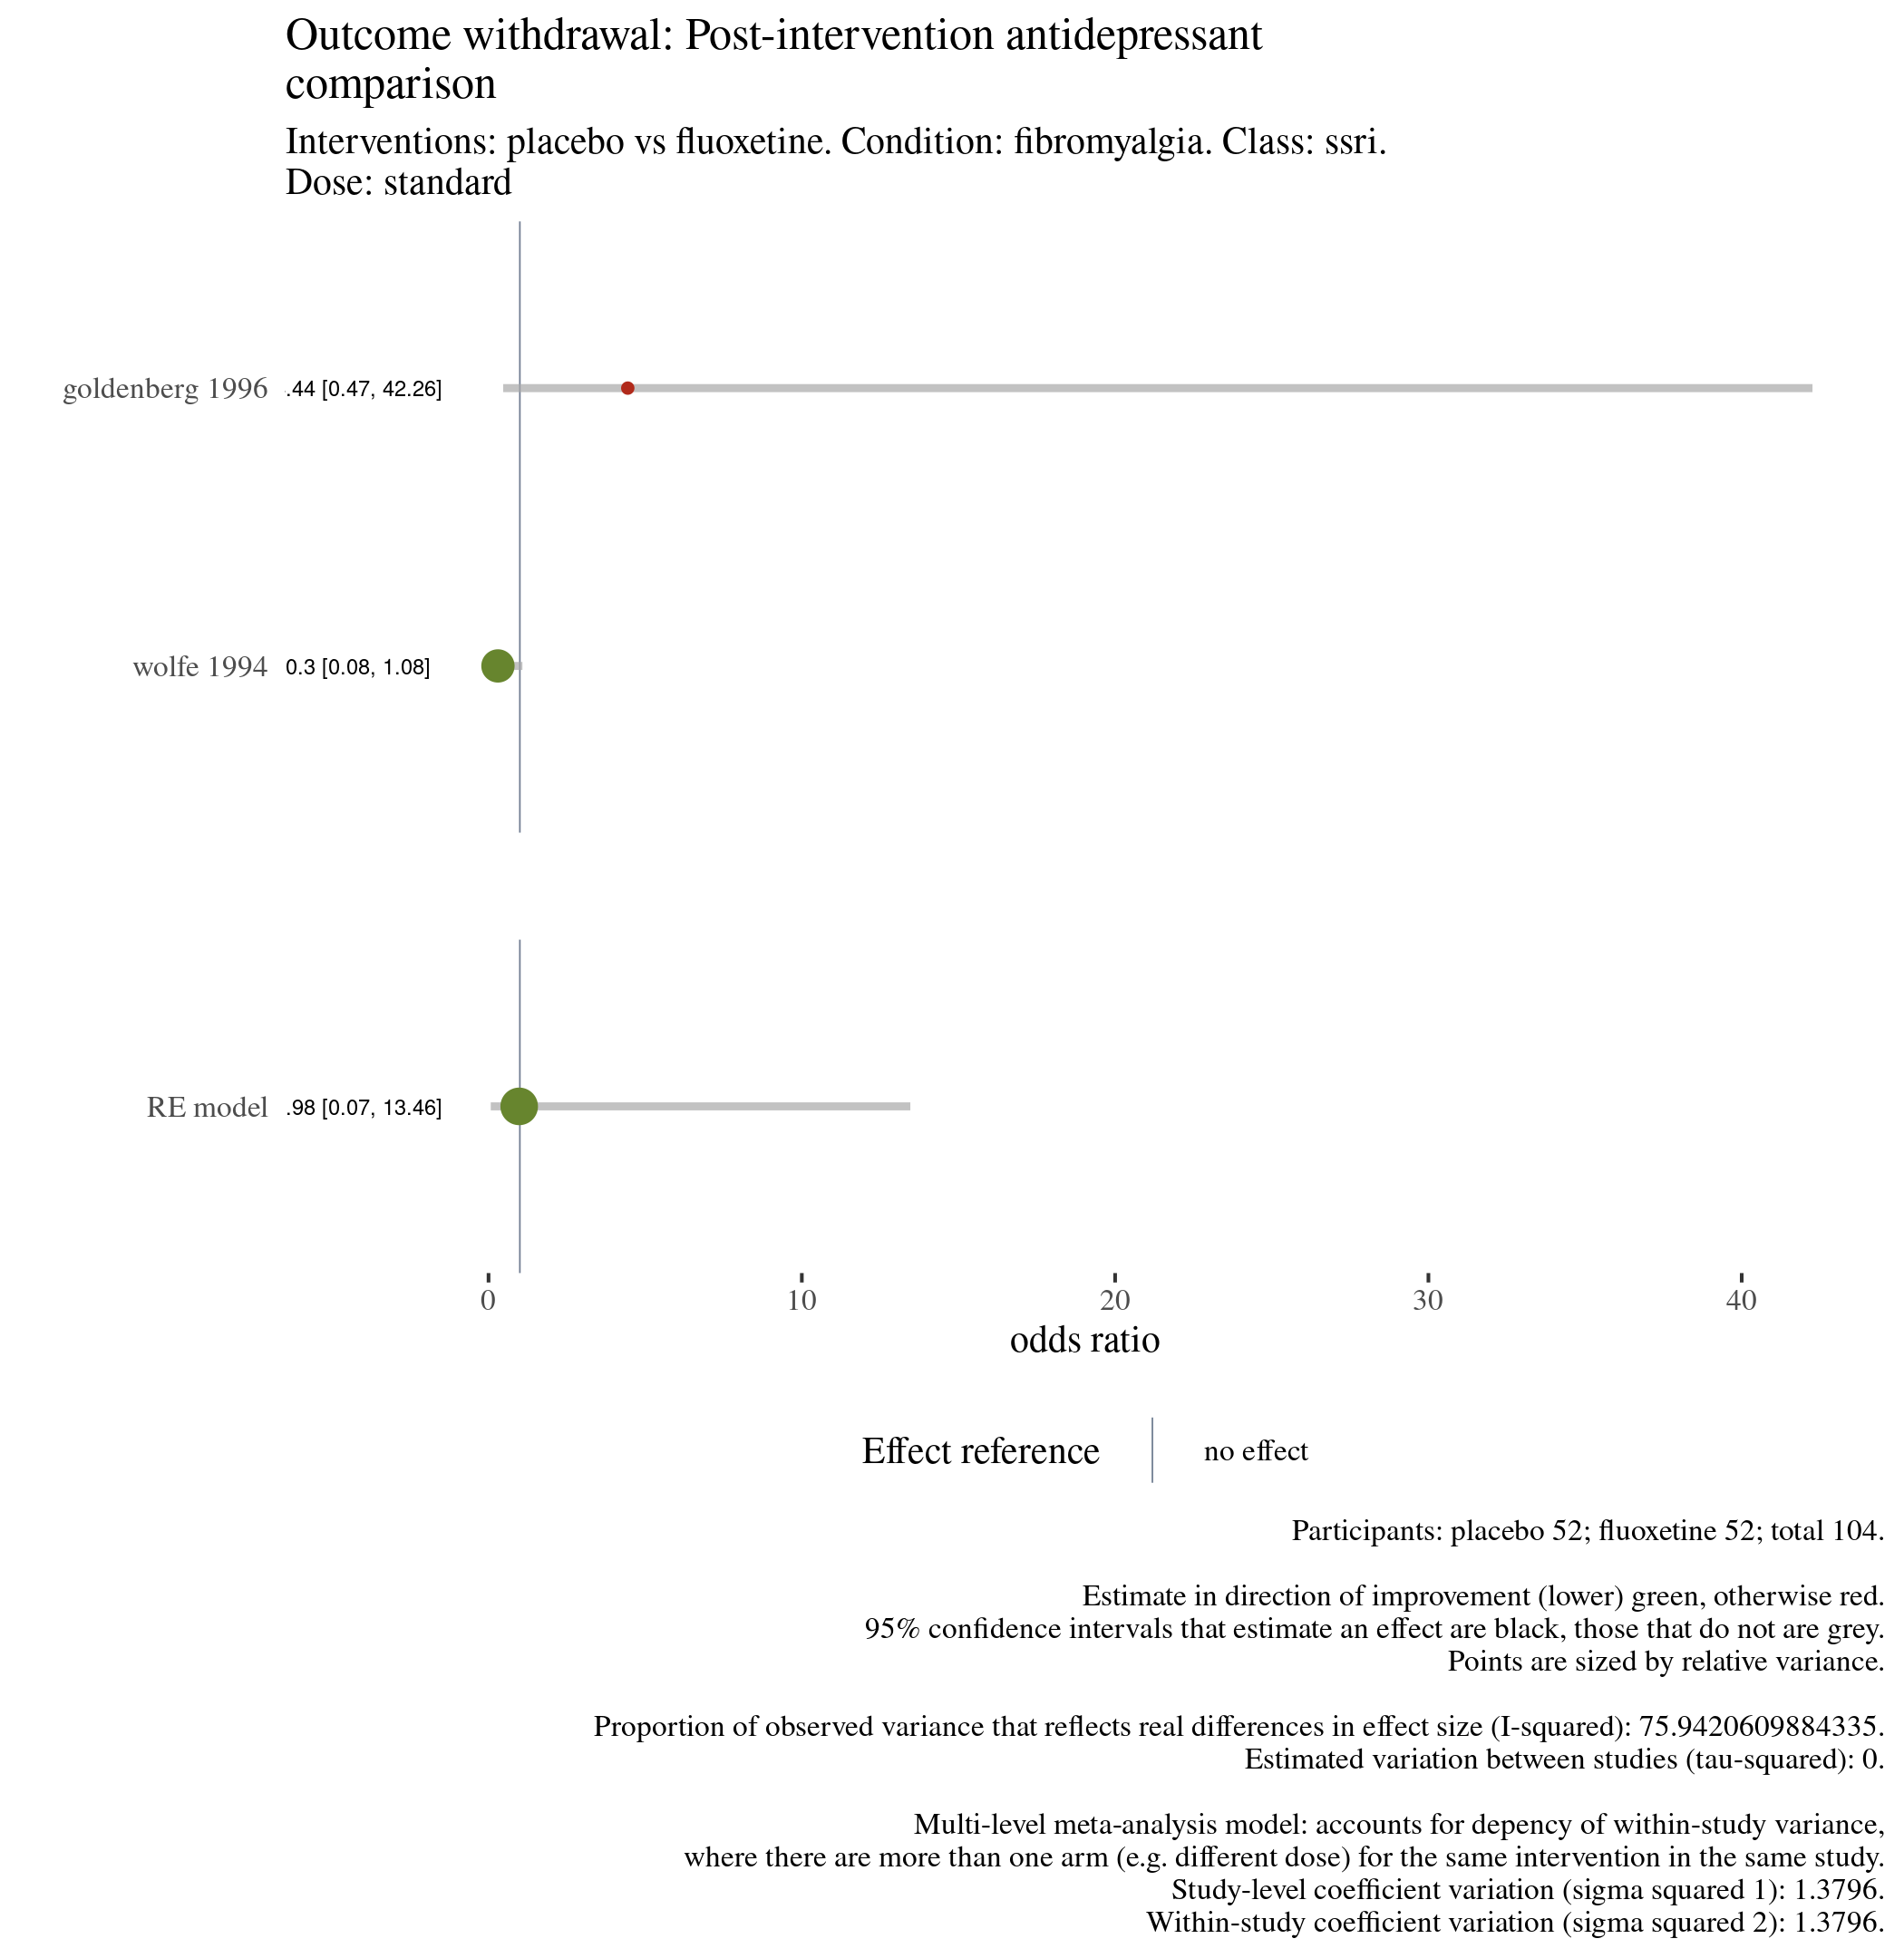 Outcome withdrawal: Post-intervention antidepressant
comparison
Interventions: placebo vs fluoxetine. Condition: fibromyalgia. Class: ssri.
Dose: standard
goldenberg 1996 .44 [0.47, 42.26]
wolfe 1994 0.3 [0.08, 1.08]
RE model .98 [0.07, 13.46]
0 10 20 30 40
odds ratio
Effect reference no effect
Participants: placebo 52; fluoxetine 52; total 104.
Estimate in direction of improvement (lower) green, otherwise red.
95% confidence intervals that estimate an effect are black, those that do not are grey.
Points are sized by relative variance.
Proportion of observed variance that reflects real differences in effect size (I-squared): 75.9420609884335.
Estimated variation between studies (tau-squared): 0.
Multi-level meta-analysis model: accounts for depency of within-study variance,
where there are more than one arm (e.g. different dose) for the same intervention in the same study.
Study-level coefficient variation (sigma squared 1): 1.3796.
Within-study coefficient variation (sigma squared 2): 1.3796.